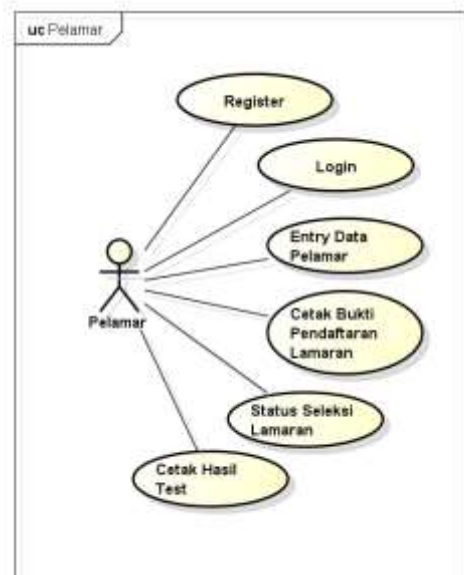 uc Pelamar
Register
Login
Entry Data
Pelamar
Pelamar
Cetak Bukti
Pendaftaran
Lamaran
Status Seleksi
Lamaran
Cetak Hasil
Test